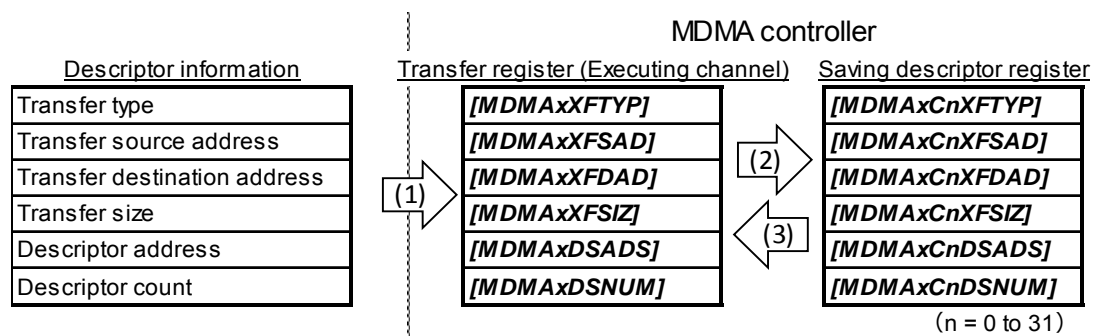 MDMA controller
Descriptor information
Transfer register (Executing channel)
Saving descriptor register
Transfer type
[MDMAxXFTYP]
[MDMAxCnXFTYP]
Transfer source address
[MDMAxXFSAD]
[MDMAxCnXFSAD]
Transfer destination address
[MDMAxXFDAD]
[MDMAxCnXFDAD]
Transfer size
[MDMAxXFSIZ]
[MDMAxCnXFSIZ]
Descriptor address
[MDMAxDSADS]
[MDMAxCnDSADS]
Descriptor count
[MDMAxDSNUM]
[MDMAxCnDSNUM]
(1)
(2)
(3)
(n = 0 to 31)